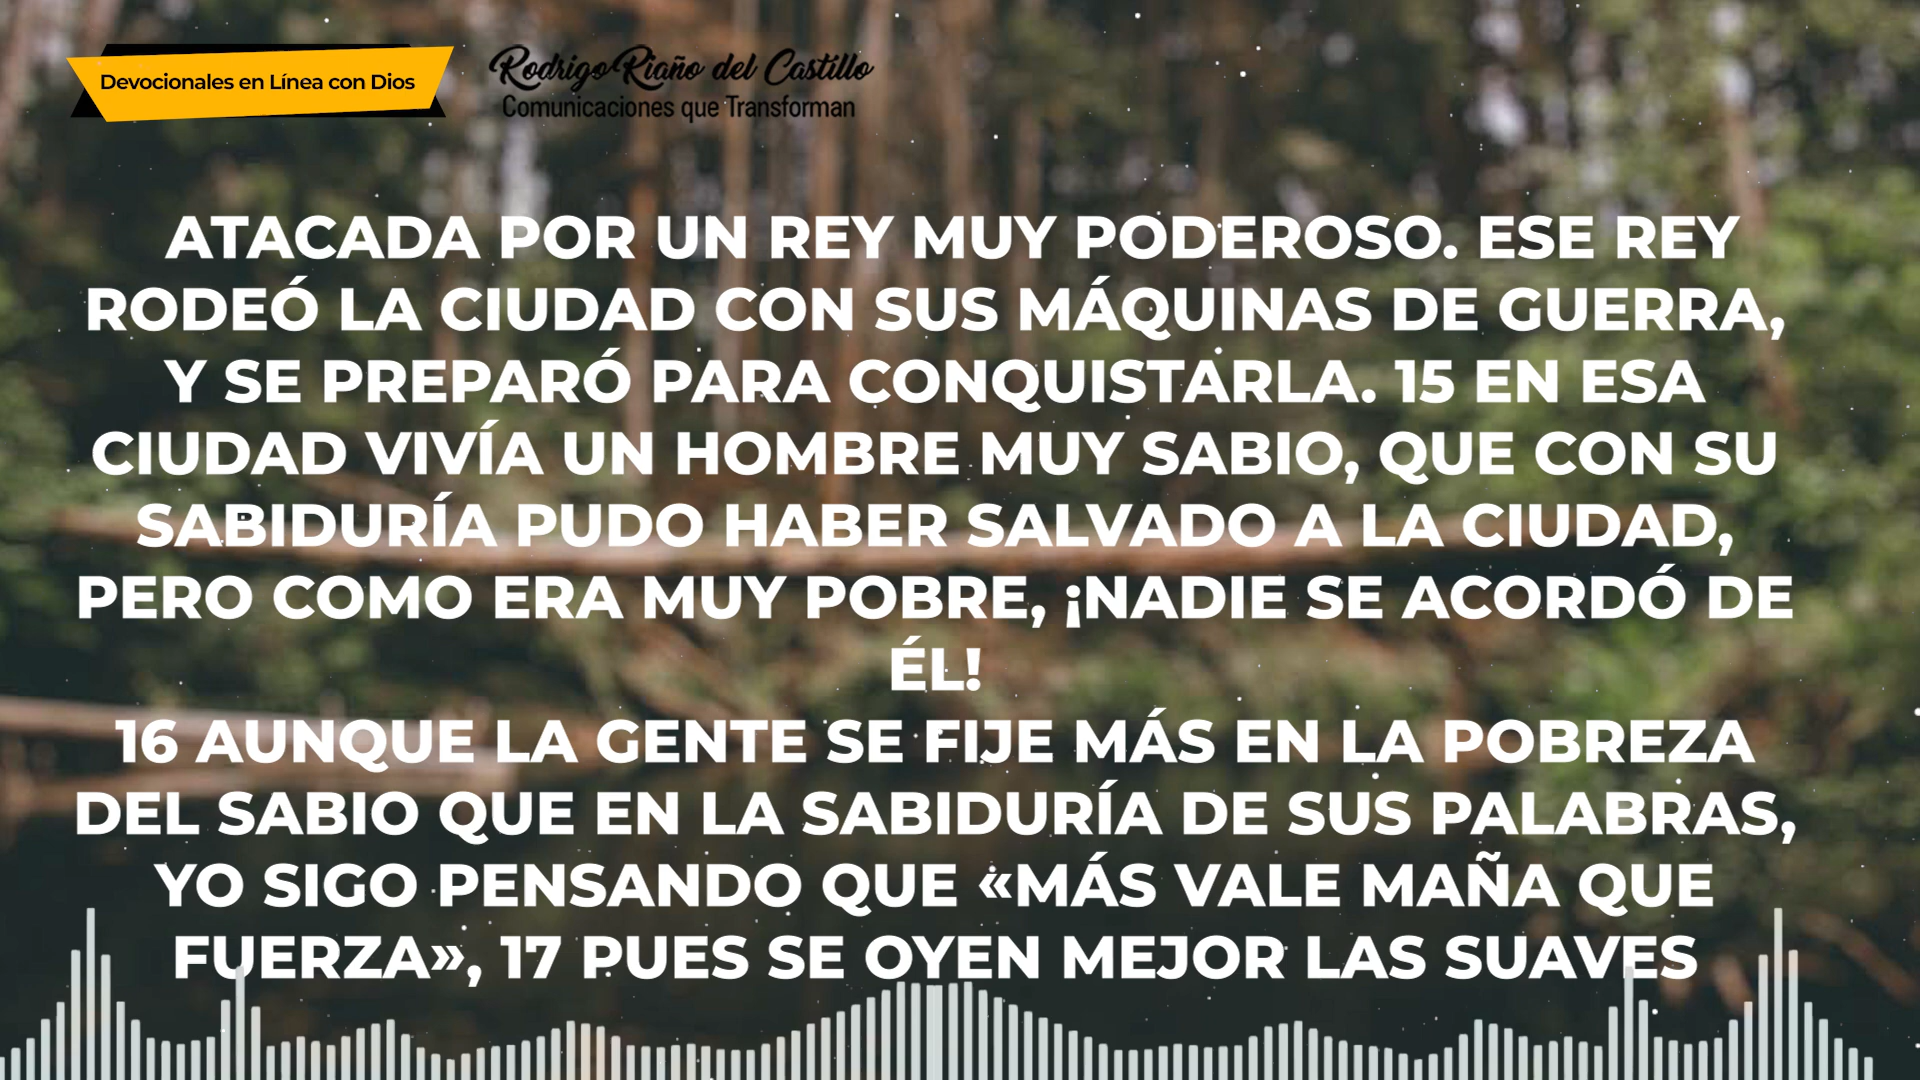 Devocionales en Línea con Dios
Rodrigo Riaño del Castillo
Comunicaciones que Transforman
ATACADA POR UN REY MUY PODEROSO. ESE REY
RODEÓ LA CIUDAD CON SUS MÁQUINAS DE GUERRA,
Y SE PREPARÓ PARA CONQUISTARLA. 15 EN ESA
CIUDAD VIVÍA UN HOMBRE MUY SABIO, QUE CON SU
SABIDURÍA PUDO HABER SALVADO A LA CIUDAD,
PERO COMO ERA MUY POBRE, ¡NADIE SE ACORDÓ DE
ÉL!
16 AUNQUE LA GENTE SE FIJE MÁS EN LA POBREZA
DEL SABIO QUE EN LA SABIDURÍA DE SUS PALABRAS,
YO SIGO PENSANDO QUE «MÁS VALE MAÑA QUE
FUERZA», 17 PUES SE OYEN MEJOR LAS SUAVES